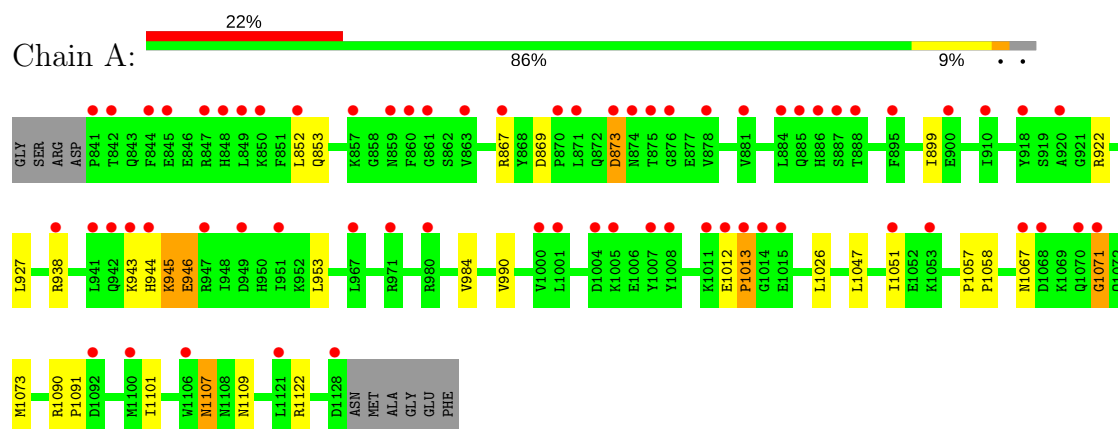 22%
Chain A:
86% 9% • •
GLY SER ARG ASP P841 T842 Q843 F844 E845 E846 R847 H848 L849 K850 F851 L852 Q853 K857 G858 N859 F860 G861 S862 V863 R867 Y868 D869 P870 L871 Q872 D873 N874 T875 G876 E877 V878 V881 L884 Q885 H886 S887 T888 F895 I899 E900 I910 Y918 S919 A920 G921 R922
L927 R938 L941 Q942 K943 H944 K945 E946 R947 I948 D949 H950 I951 K952 L953 L967 R971 R980 V984 V990 V1000 L1001 D1004 K1005 E1006 Y1007 Y1008 K1011 E1012 P1013 G1014 E1015 L1026 L1047 I1051 E1052 K1053 P1057 P1058 N1067 D1068 K1069 Q1070 G1071
M1073 R1090 P1091 D1092 M1100 I1101 W1106 N1107 N1108 N1109 L1121 R1122 D1128 ASN MET ALA GLY GLU PHE